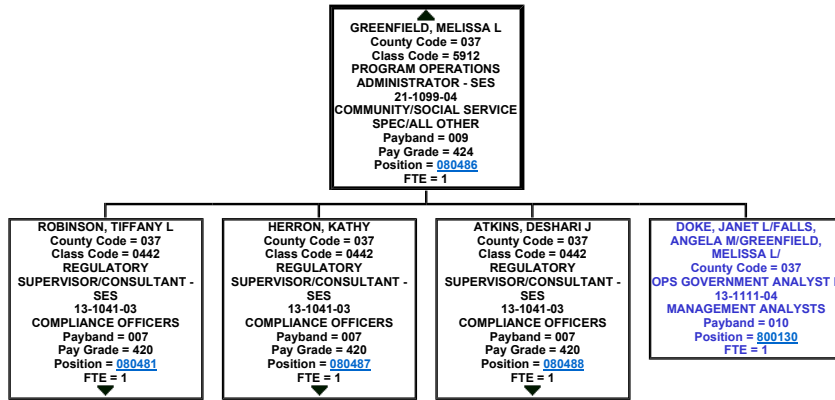 GREENFIELD, MELISSA L
County Code = 037
Class Code = 5912
PROGRAM OPERATIONS
ADMINISTRATOR - SES
21-1099-04
COMMUNITY/SOCIAL SERVICE
SPEC/ALL OTHER
Payband = 009
Pay Grade = 424
Position = 080486
FTE = 1
ROBINSON, TIFFANY L
County Code = 037
Class Code = 0442
REGULATORY
SUPERVISOR/CONSULTANT -
SES
13-1041-03
COMPLIANCE OFFICERS
Payband = 007
Pay Grade = 420
Position = 080481
FTE = 1
HERRON, KATHY
County Code = 037
Class Code = 0442
REGULATORY
SUPERVISOR/CONSULTANT -
SES
13-1041-03
COMPLIANCE OFFICERS
Payband = 007
Pay Grade = 420
Position = 080487
FTE = 1
ATKINS, DESHARI J
County Code = 037
Class Code = 0442
REGULATORY
SUPERVISOR/CONSULTANT -
SES
13-1041-03
COMPLIANCE OFFICERS
Payband = 007
Pay Grade = 420
Position = 080488
FTE = 1
DOKE, JANET L/FALLS,
ANGELA M/GREENFIELD,
MELISSA L/
County Code = 037
OPS GOVERNMENT ANALYST
13-1111-04
MANAGEMENT ANALYSTS
Payband = 010
Position = 800130
FTE = 1